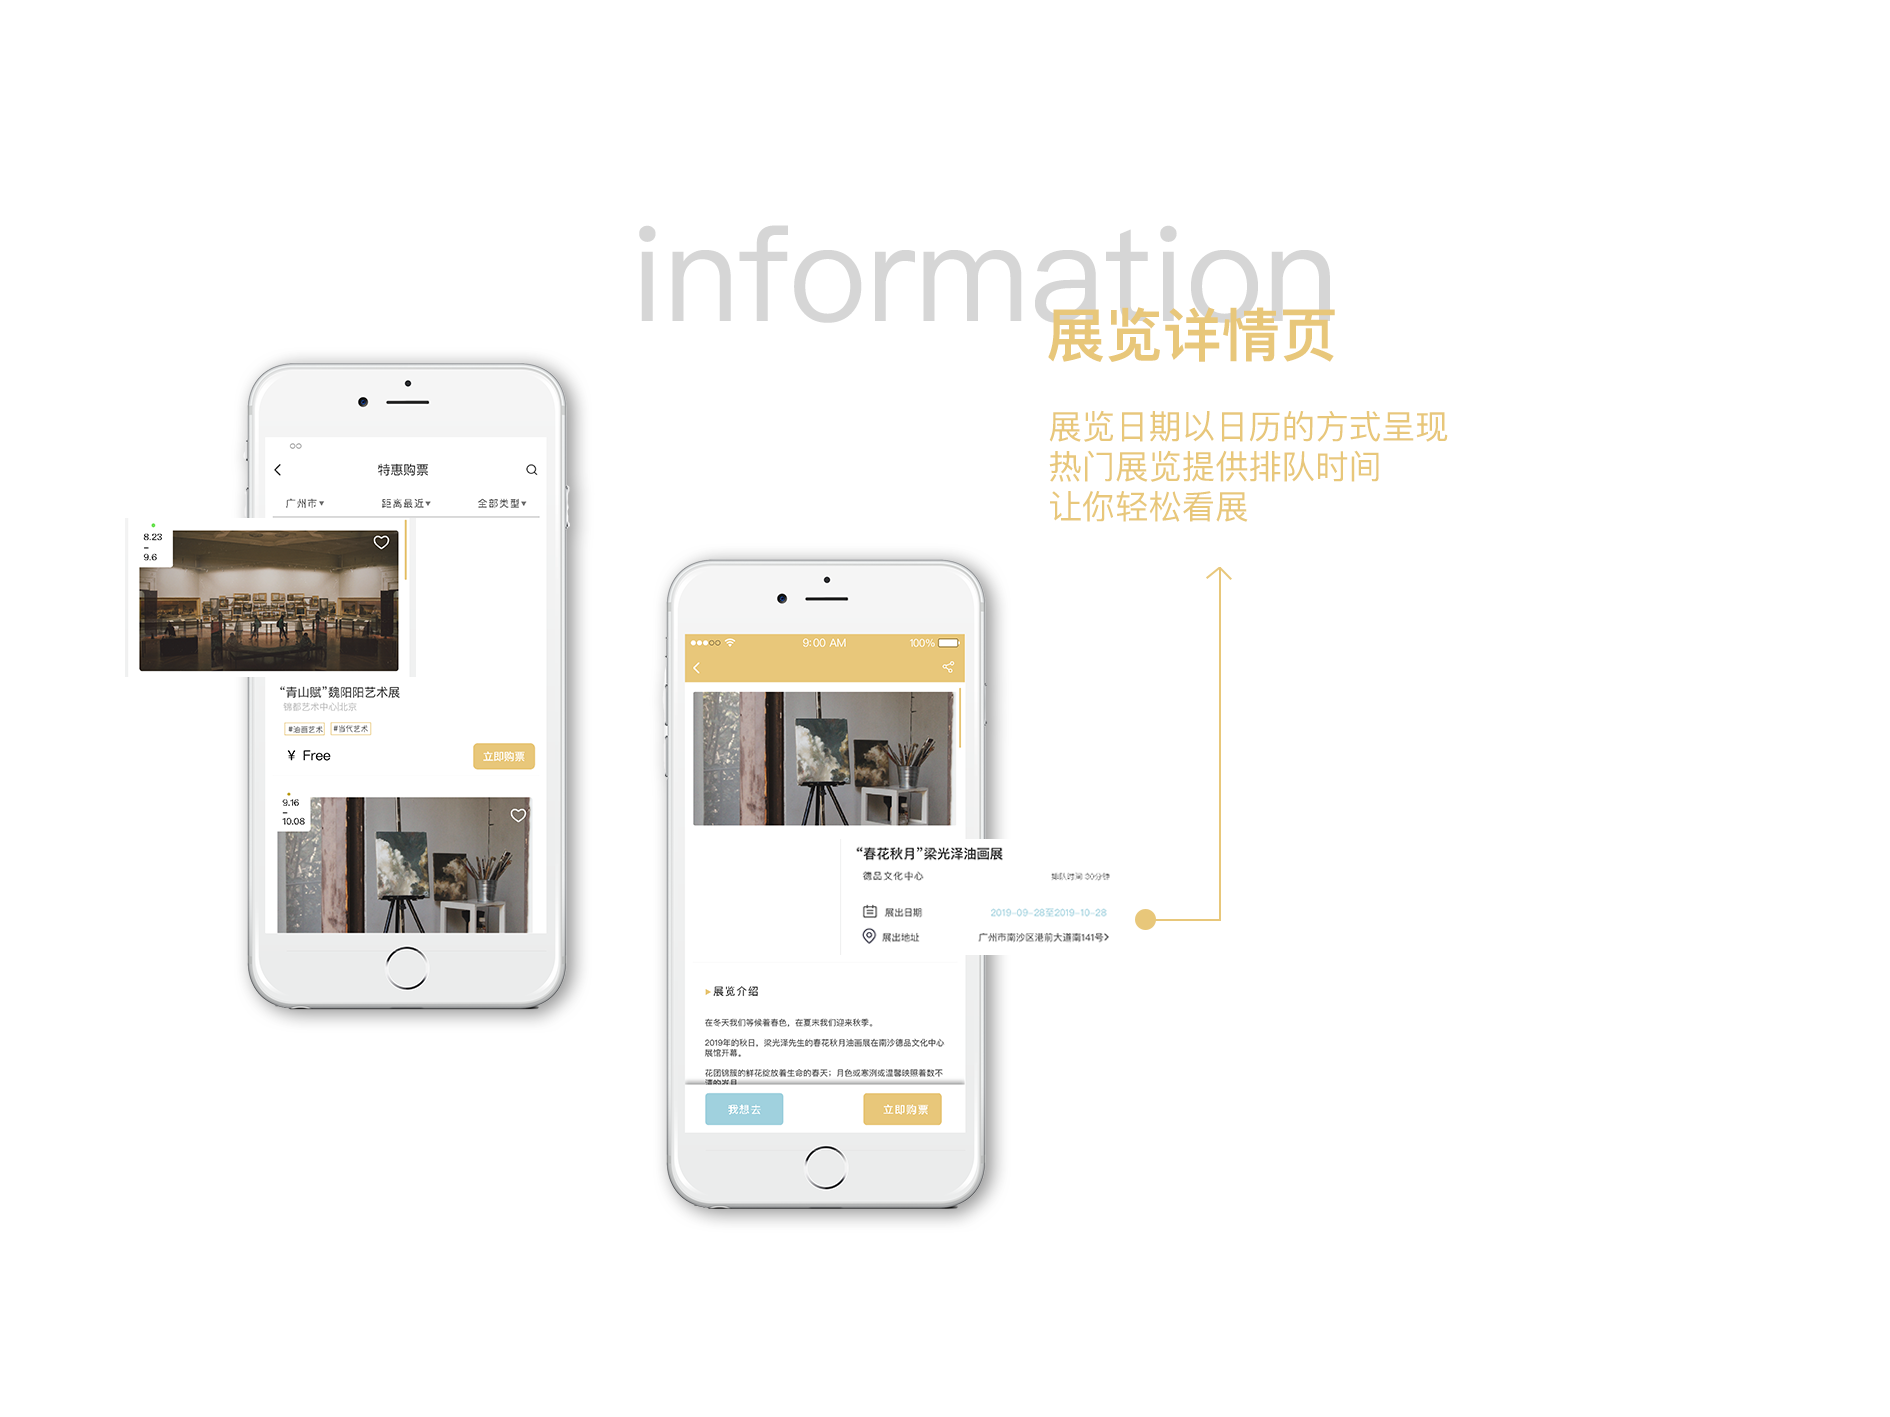 information
展览详情页
展览日期以日历的方式呈现
热门展览提供排队时间
让你轻松看展
特惠购票
广州市▼ 距离最近▼ 全部类型▼
8.23
–
9.6
“青山赋”魏阳阳艺术展
锦都艺术中心|北京
#油画艺术 #当代艺术
¥ Free 立即购票
9.16
–
10.08
9:00 AM 100%
“春花秋月”梁光泽油画展
德品文化中心 排队时间 30分钟
展出日期 2019-09-28至2019-10-28
展出地址 广州市南沙区港前大道南141号>
▸展览介绍
在冬天我们等候着春色，在夏末我们迎来秋季。
2019年的秋日，梁光泽先生的春花秋月油画展在南沙德品文化中心
展馆开幕。
花团锦簇的鲜花绽放着生命的春天；月色或寒冽或温馨映照着数不
我想去 立即购票